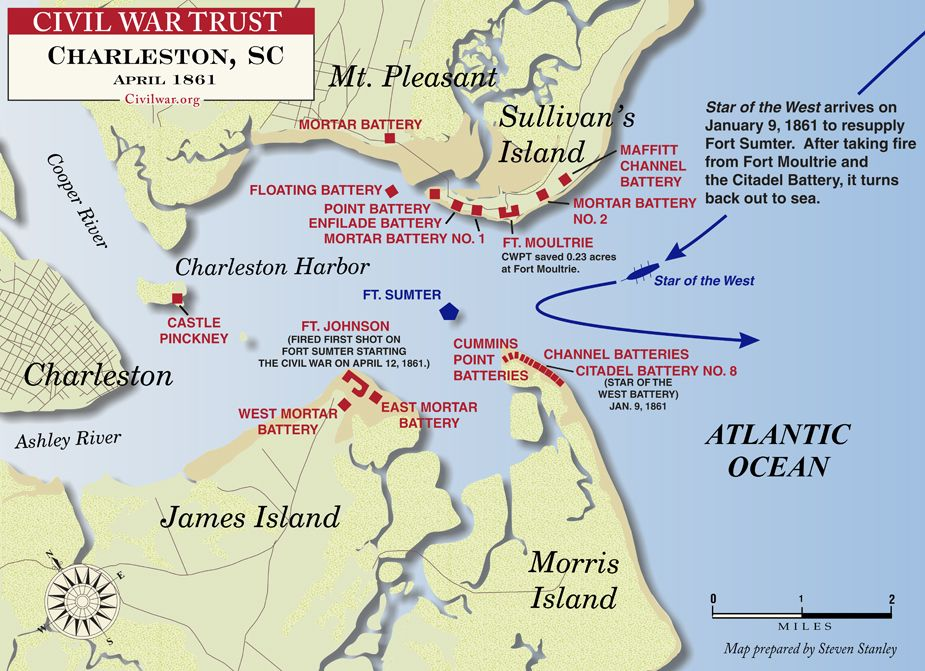 CIVIL WAR TRUST
CHARLESTON, SC
APRIL 1861
Civilwar.org
Mt. Pleasant
Sullivan's
Island
MORTAR BATTERY
Cooper River
Star of the West arrives on
January 9, 1861 to resupply
Fort Sumter. After taking fire
from Fort Moultrie and
the Citadel Battery, it turns
back out to sea.
MAFFITT
CHANNEL
BATTERY
FLOATING BATTERY
POINT BATTERY
ENFILADE BATTERY
MORTAR BATTERY NO. 1
MORTAR BATTERY
NO. 2
FT. MOULTRIE
CWPT saved 0.23 acres
at Fort Moultrie.
Charleston Harbor
Star of the West
FT. SUMTER
CASTLE
PINCKNEY
FT. JOHNSON
(FIRED FIRST SHOT ON
FORT SUMTER STARTING
THE CIVIL WAR ON APRIL 12, 1861.)
CUMMINS
POINT
BATTERIES
CHANNEL BATTERIES
CITADEL BATTERY NO. 8
(STAR OF THE
WEST BATTERY)
JAN. 9, 1861
Charleston
WEST MORTAR
BATTERY
EAST MORTAR
BATTERY
Ashley River
ATLANTIC
OCEAN
James Island
Morris
Island
N
E
W
S
0 1 2
MILES
Map prepared by Steven Stanley